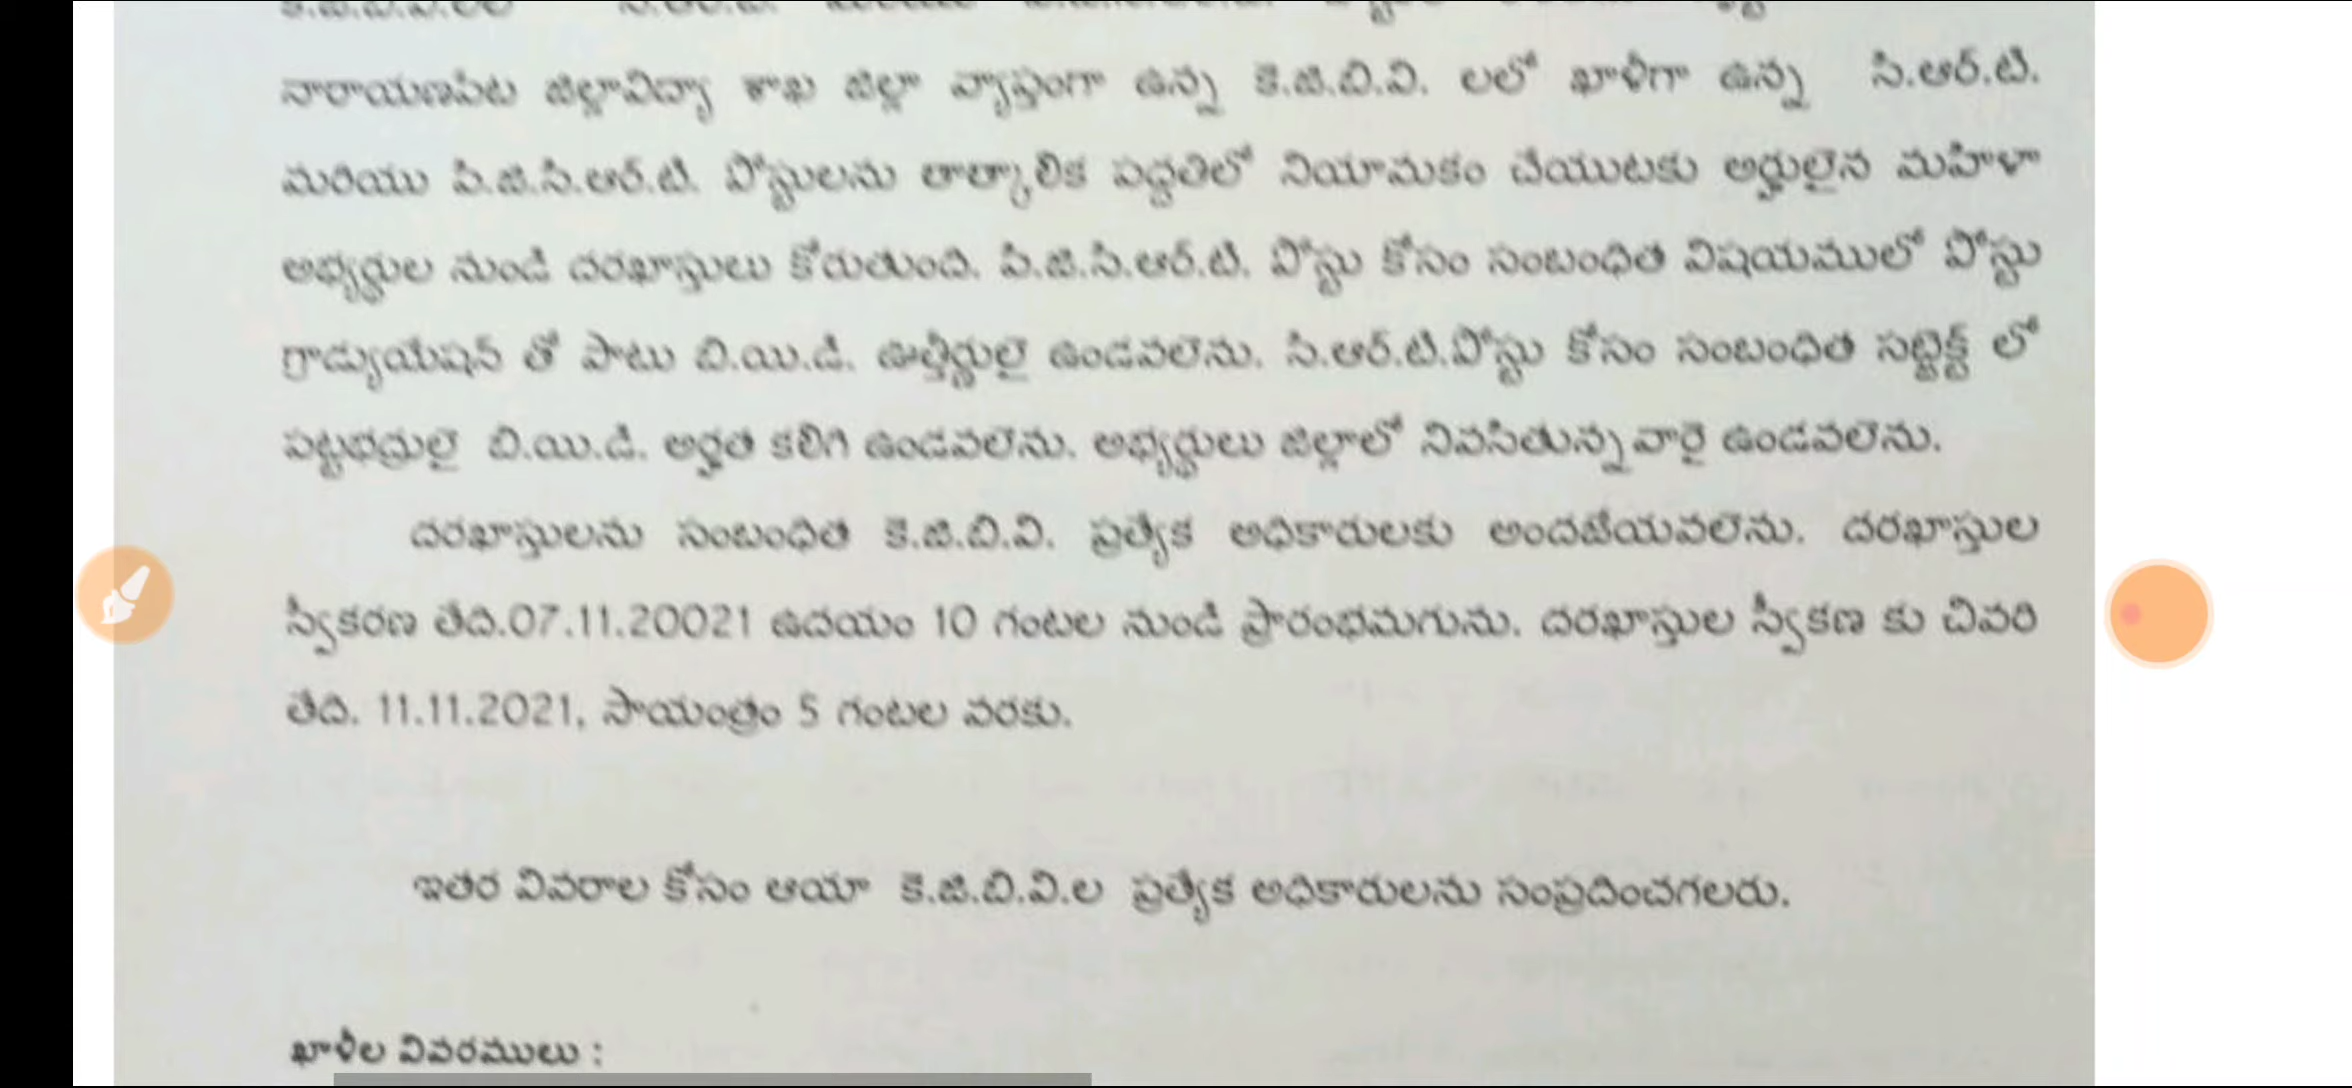 నారాయణపేట జిల్లావిద్యా శాఖ జిల్లా వ్యాప్తంగా ఉన్న కె.జి.బి.వి. లలో ఖాళీగా ఉన్న సి.ఆర్.టి.
మరియు పి.జి.సి.ఆర్.టి. పోస్టులను తాత్కాలిక పద్దతిలో నియామకం చేయుటకు అర్హులైన మహిళా
అభ్యర్థుల నుండి దరఖాస్తులు కోరుతుంది. పి.జి.సి.ఆర్.టి. పోస్టు కోసం సంబంధిత విషయములో పోస్టు
గ్రాడ్యుయేషన్ తో పాటు బి.యి.డి. ఉత్తీర్ణులై ఉండవలెను. సి.ఆర్.టి.పోస్టు కోసం సంబంధిత సబ్జెక్ట్ లో
పట్టభద్రులై బి.యి.డి. అర్హత కలిగి ఉండవలెను. అభ్యర్థులు జిల్లాలో నివసితున్నవారై ఉండవలెను.
దరఖాస్తులను సంబంధిత కె.జి.బి.వి. ప్రత్యేక అధికారులకు అందజేయవలెను. దరఖాస్తుల
స్వీకరణ తేది.07.11.20021 ఉదయం 10 గంటల నుండి ప్రారంభమగును. దరఖాస్తుల స్వీకణ కు చివరి
తేది. 11.11.2021, సాయంత్రం 5 గంటల వరకు.
ఇతర వివరాల కోసం ఆయా కె.జి.బి.వి.ల ప్రత్యేక అధికారులను సంప్రదించగలరు.
ఖాళీల వివరములు :